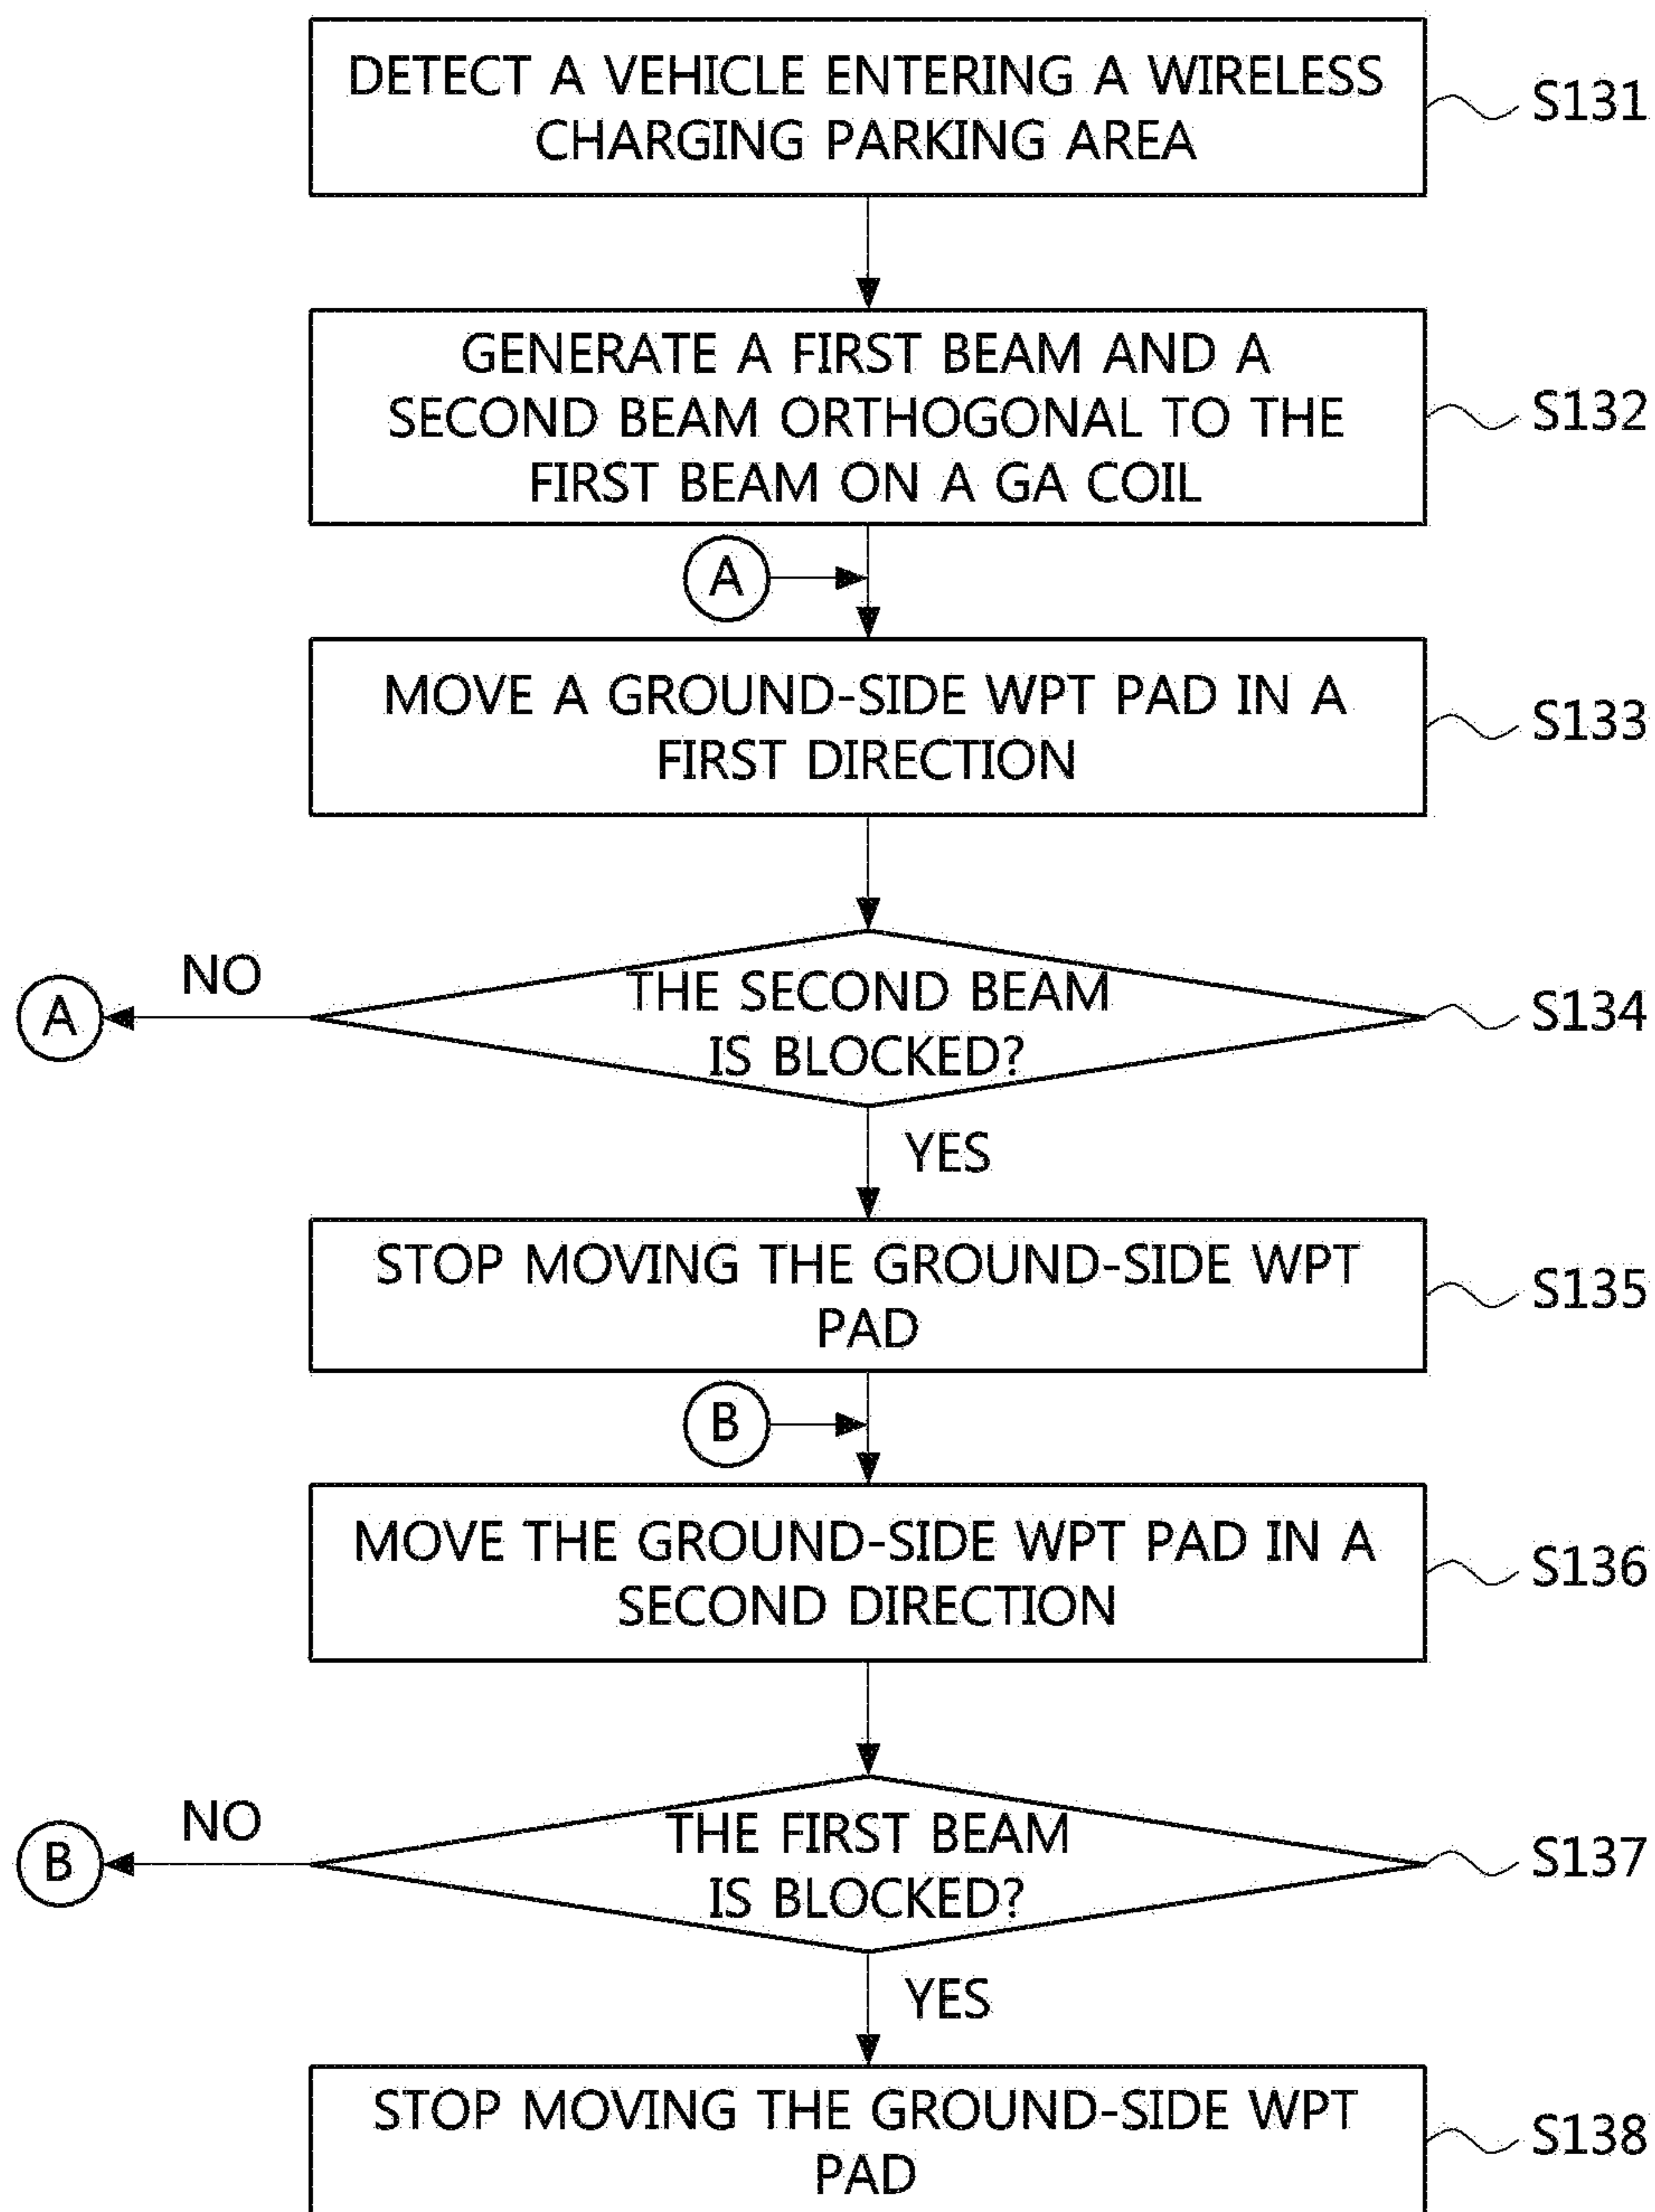 DETECT A VEHICLE ENTERING A WIRELESS
CHARGING PARKING AREA
S131
GENERATE A FIRST BEAM AND A
SECOND BEAM ORTHOGONAL TO THE
FIRST BEAM ON A GA COIL
S132
A
MOVE A GROUND-SIDE WPT PAD IN A
FIRST DIRECTION
S133
THE SECOND BEAM
IS BLOCKED?
S134
NO
A
YES
STOP MOVING THE GROUND-SIDE WPT
PAD
S135
B
MOVE THE GROUND-SIDE WPT PAD IN A
SECOND DIRECTION
S136
THE FIRST BEAM
IS BLOCKED?
S137
NO
B
YES
STOP MOVING THE GROUND-SIDE WPT
PAD
S138